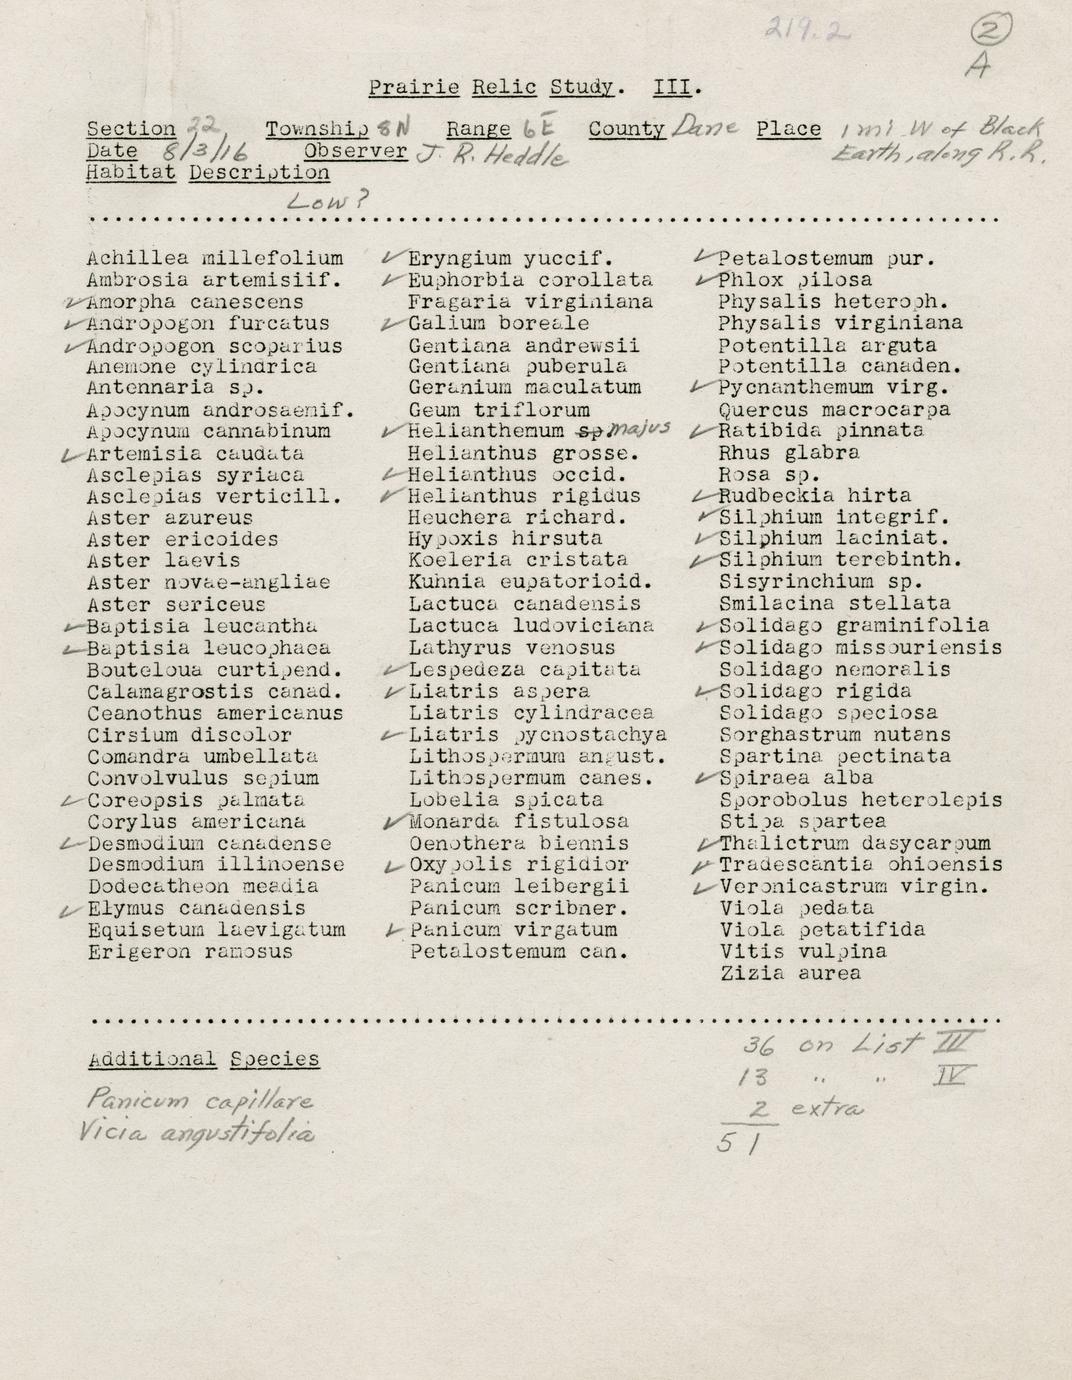 219.2
2
A
Prairie Relic Study. III.
Section 22, Township 8N Range 6E County Dane Place 1 mi W of Black
Date 8/3/16 Observer J. R. Heddle Earth, along R.R.
Habitat Description
Low?
Achillea millefolium
Ambrosia artemisiif.
✓Amorpha canescens
✓Andropogon furcatus
✓Andropogon scoparius
Anemone cylindrica
Antennaria sp.
Apocynum androsaemif.
Apocynum cannabinum
✓Artemisia caudata
Asclepias syriaca
Asclepias verticill.
Aster azureus
Aster ericoides
Aster laevis
Aster novae-angliae
Aster sericeus
✓Baptisia leucantha
✓Baptisia leucophaea
Bouteloua curtipend.
Calamagrostis canad.
Ceanothus americanus
Cirsium discolor
Comandra umbellata
Convolvulus sepium
✓Coreopsis palmata
Corylus americana
✓Desmodium canadense
Desmodium illinoense
Dodecatheon meadia
✓Elymus canadensis
Equisetum laevigatum
Erigeron ramosus
✓Eryngium yuccif.
✓Euphorbia corollata
Fragaria virginiana
✓Galium boreale
Gentiana andrewsii
Gentiana puberula
Geranium maculatum
Geum triflorum
✓Helianthemum sp. majus
Helianthus grosse.
✓Helianthus occid.
✓Helianthus rigidus
Heuchera richard.
Hypoxis hirsuta
Koeleria cristata
Kuhnia eupatorioid.
Lactuca canadensis
Lactuca ludoviciana
Lathyrus venosus
✓Lespedeza capitata
✓Liatris aspera
Liatris cylindracea
✓Liatris pycnostachya
Lithospermum angust.
Lithospermum canes.
Lobelia spicata
✓Monarda fistulosa
Oenothera biennis
✓Oxypolis rigidior
Panicum leibergii
Panicum scribner.
✓Panicum virgatum
Petalostemum can.
✓Petalostemum pur.
✓Phlox pilosa
Physalis heteroph.
Physalis virginiana
Potentilla arguta
Potentilla canaden.
✓Pycnanthemum virg.
Quercus macrocarpa
✓Ratibida pinnata
Rhus glabra
Rosa sp.
✓Rudbeckia hirta
✓Silphium integrif.
✓Silphium laciniat.
✓Silphium terebinth.
Sisyrinchium sp.
Smilacina stellata
✓Solidago graminifolia
✓Solidago missouriensis
Solidago nemoralis
✓Solidago rigida
Solidago speciosa
Sorghastrum nutans
Spartina pectinata
✓Spiraea alba
Sporobolus heterolepis
Stipa spartea
✓Thalictrum dasycarpum
✓Tradescantia ohioensis
✓Veronicastrum virgin.
Viola pedata
Viola petatifida
Vitis vulpina
Zizia aurea
Additional Species
Panicum capillare
Vicia angustifolia
36 on List III
13 " " IV
2 extra
51